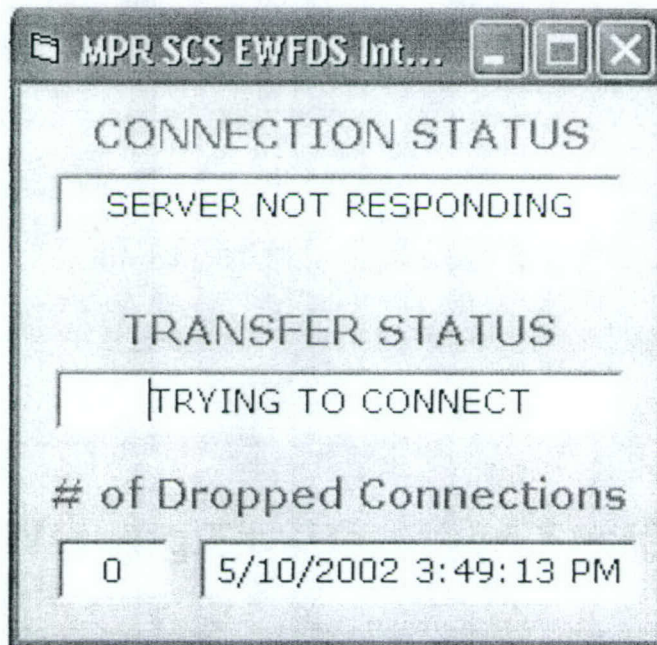 MPR SCS EWFDS Int...
CONNECTION STATUS
SERVER NOT RESPONDING
TRANSFER STATUS
TRYING TO CONNECT
# of Dropped Connections
0 5/10/2002 3:49:13 PM